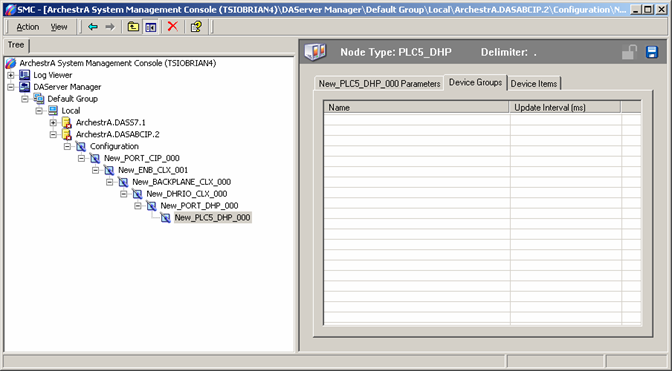 SMC - [ArchestrA System Management Console (TSIOBRIAN4)\DAServer Manager\Default Group\Local\ArchestrA.DASABCIP.2\Configuration\N...
Action View
Tree
ArchestrA System Management Console (TSIOBRIAN4)
Log Viewer
DAServer Manager
Default Group
Local
ArchestrA.DASS7.1
ArchestrA.DASABCIP.2
Configuration
New_PORT_CIP_000
New_ENB_CLX_001
New_BACKPLANE_CLX_000
New_DHRIO_CLX_000
New_PORT_DHP_000
New_PLC5_DHP_000
Node Type: PLC5_DHP Delimiter: .
New_PLC5_DHP_000 Parameters Device Groups Device Items
Name Update Interval (ms)